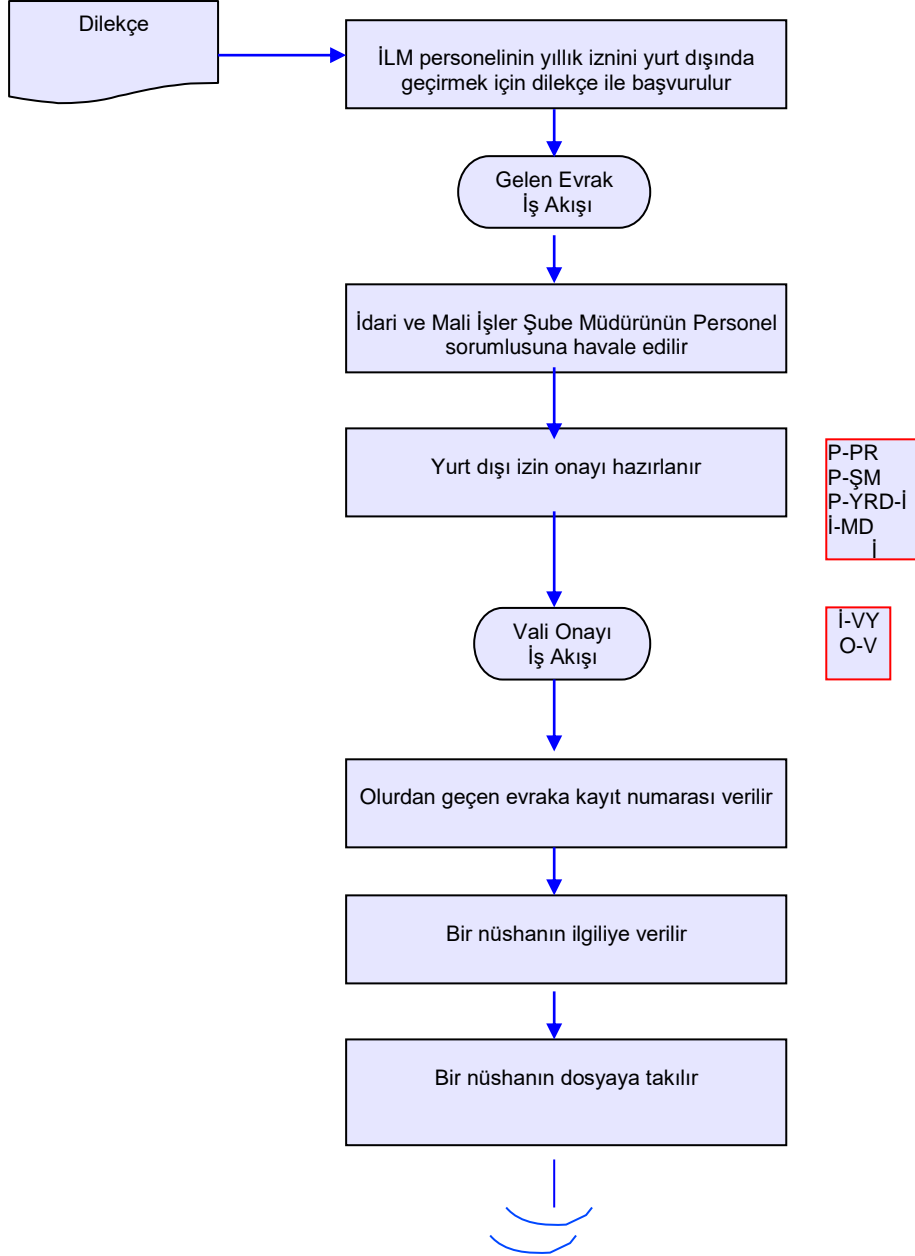 Dilekçe
İLM personelinin yıllık iznini yurt dışında
geçirmek için dilekçe ile başvurulur
Gelen Evrak
İş Akışı
İdari ve Mali İşler Şube Müdürünün Personel
sorumlusuna havale edilir
Yurt dışı izin onayı hazırlanır
P-PR
P-ŞM
P-YRD-İ
İ-MD
İ
Vali Onayı
İş Akışı
İ-VY
O-V
Olurdan geçen evraka kayıt numarası verilir
Bir nüshanın ilgiliye verilir
Bir nüshanın dosyaya takılır